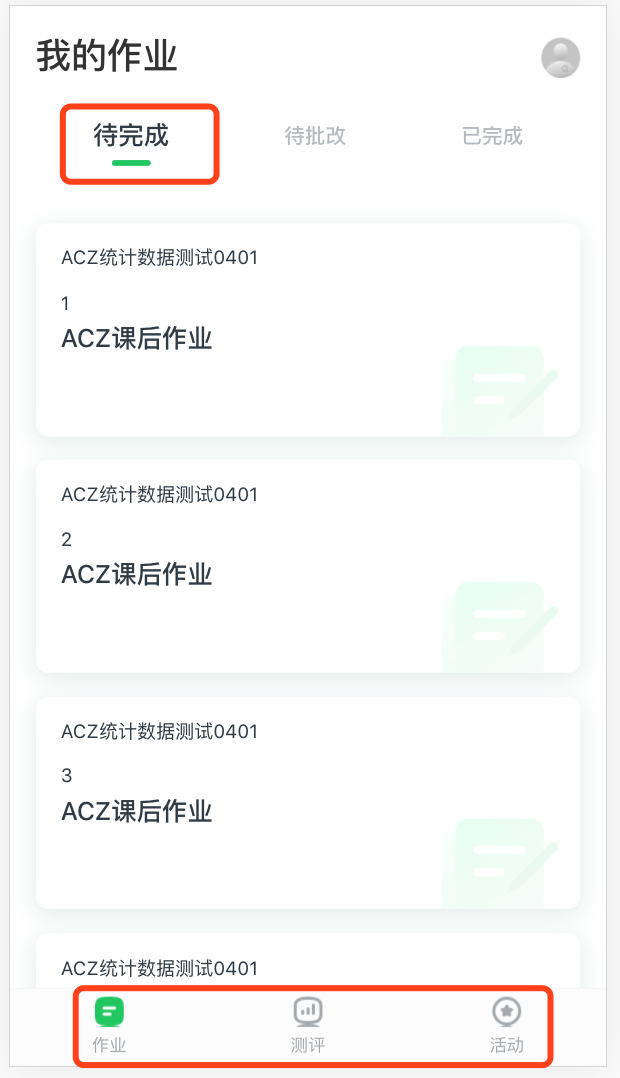 我的作业
待完成 待批改 已完成
ACZ统计数据测试0401
1
ACZ课后作业
ACZ统计数据测试0401
2
ACZ课后作业
ACZ统计数据测试0401
3
ACZ课后作业
ACZ统计数据测试0401
作业 测评 活动